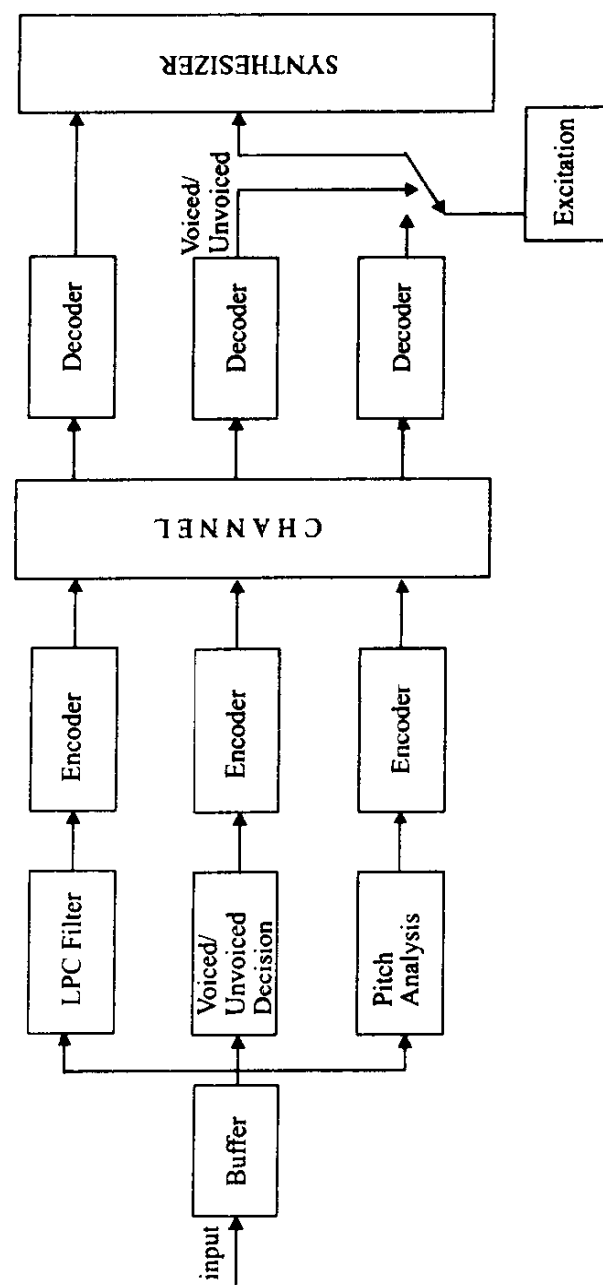 input
Buffer
LPC Filter
Voiced/
Unvoiced
Decision
Pitch
Analysis
Encoder
Encoder
Encoder
CHANNEL
Decoder
Decoder
Decoder
Voiced/
Unvoiced
SYNTHESIZER
Excitation